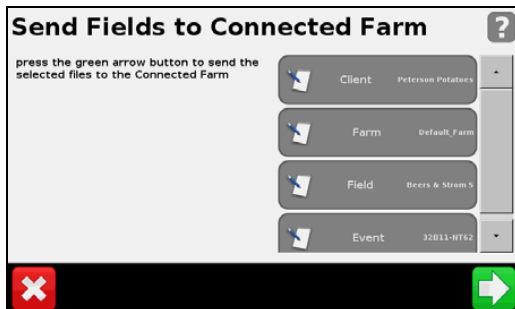 Send Fields to Connected Farm
?
press the green arrow button to send the
selected files to the Connected Farm
Client Peterson Potatoes
Farm Default_Farm
Field Beers & Strom S
Event 32011-NT62